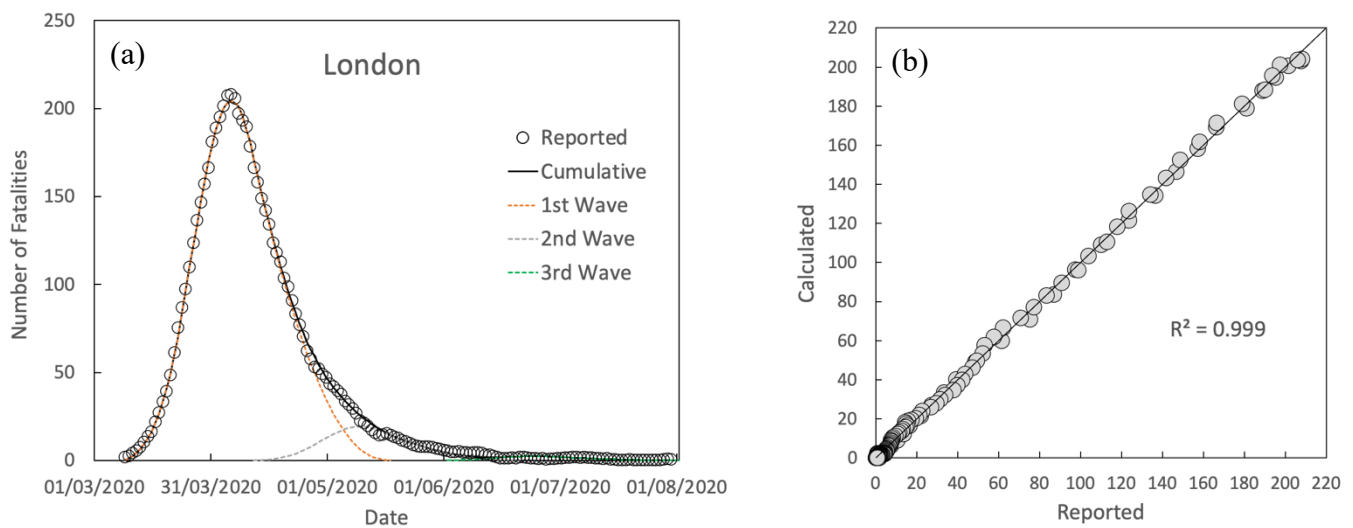 (a)
London
Number of Fatalities
250
200
150
100
50
0
01/03/2020 31/03/2020 01/05/2020 01/06/2020 01/07/2020 01/08/2020
Date
Reported
Cumulative
1st Wave
2nd Wave
3rd Wave
(b)
Calculated
220
200
180
160
140
120
100
80
60
40
20
0
0 20 40 60 80 100 120 140 160 180 200 220
Reported
R² = 0.999